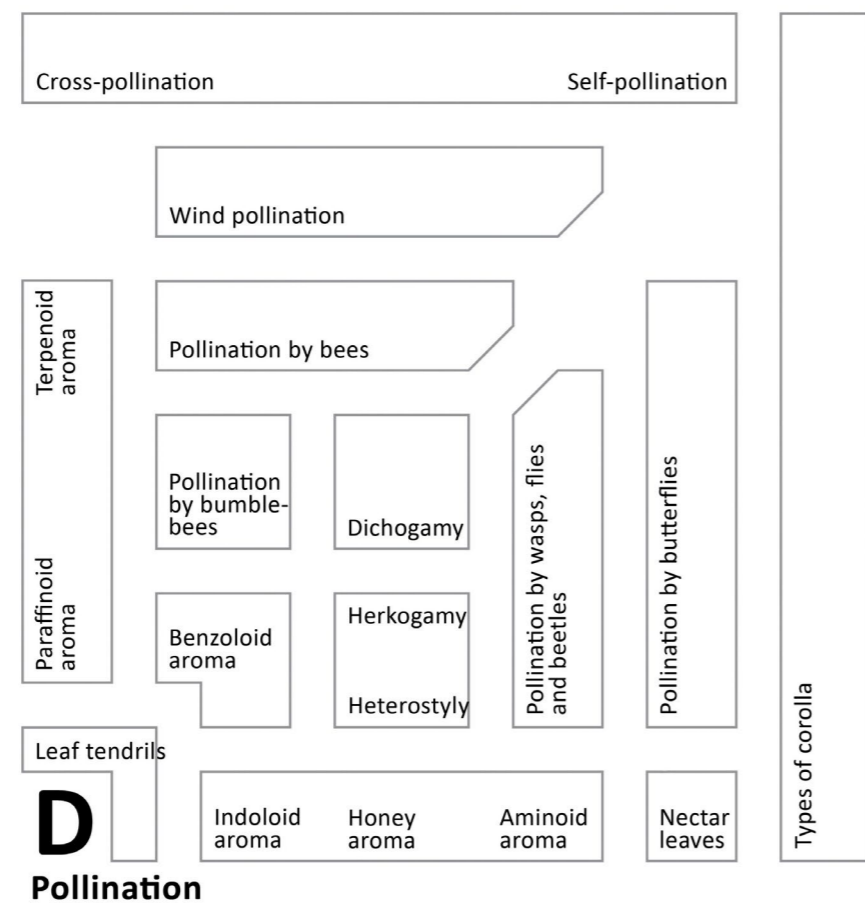 Cross-pollination
Self-pollination
Wind pollination
Terpenoid
aroma
Pollination by bees
Pollination
by bumble-
bees
Dichogamy
Pollination by wasps, flies
and beetles
Pollination by butterflies
Paraffinoid
aroma
Benzoloid
aroma
Herkogamy
Heterostyly
Types of corolla
Leaf tendrils
Indoloid
aroma
Honey
aroma
Aminoid
aroma
Nectar
leaves
D
Pollination